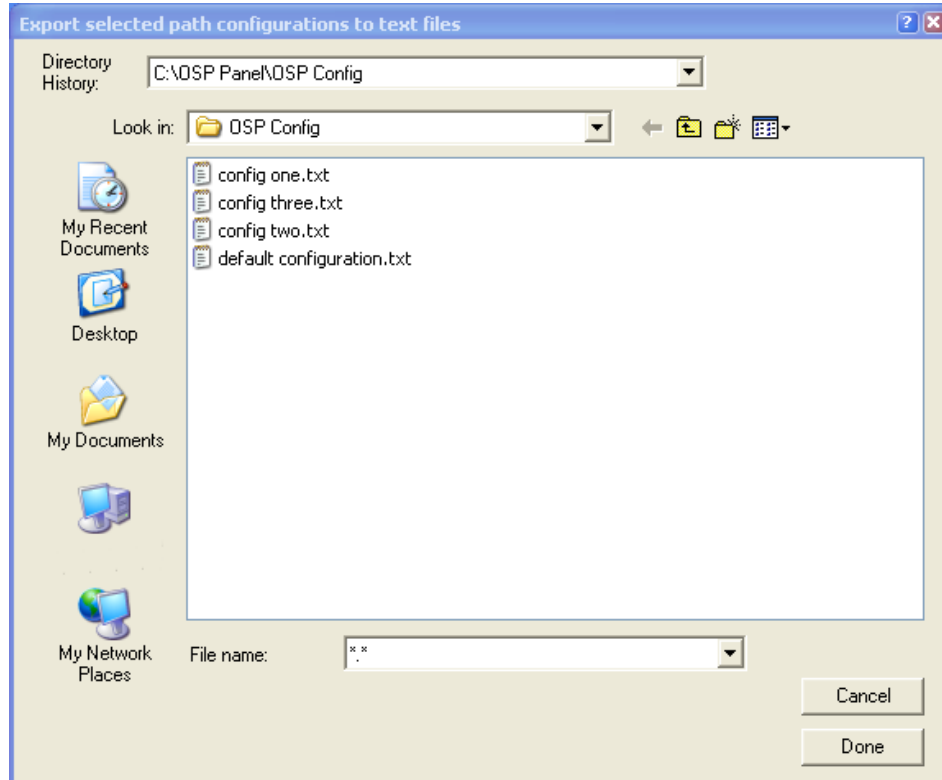 Export selected path configurations to text files
Directory
History:
C:\OSP Panel\OSP Config
Look in:
OSP Config
config one.txt
config three.txt
config two.txt
default configuration.txt
My Recent
Documents
Desktop
My Documents
My Network
Places
File name:
*.*
Cancel
Done